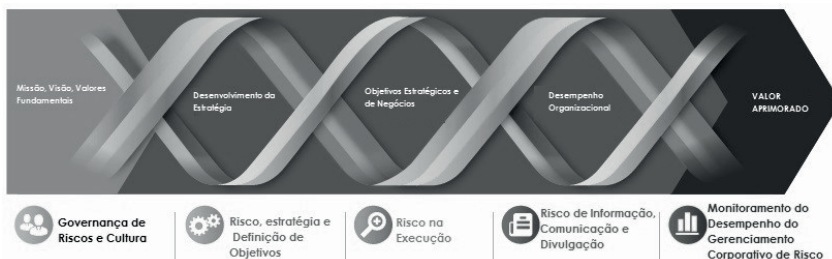 Missão, Visão, Valores
Fundamentais
Desenvolvimento da
Estratégia
Objetivos Estratégicos e
de Negócios
Desempenho
Organizacional
VALOR
APRIMORADO
Governança de
Riscos e Cultura
Risco, estratégia e
Definição de
Objetivos
Risco na
Execução
Risco de Informação,
Comunicação e
Divulgação
Monitoramento do
Desempenho do
Gerenciamento
Corporativo de Risco